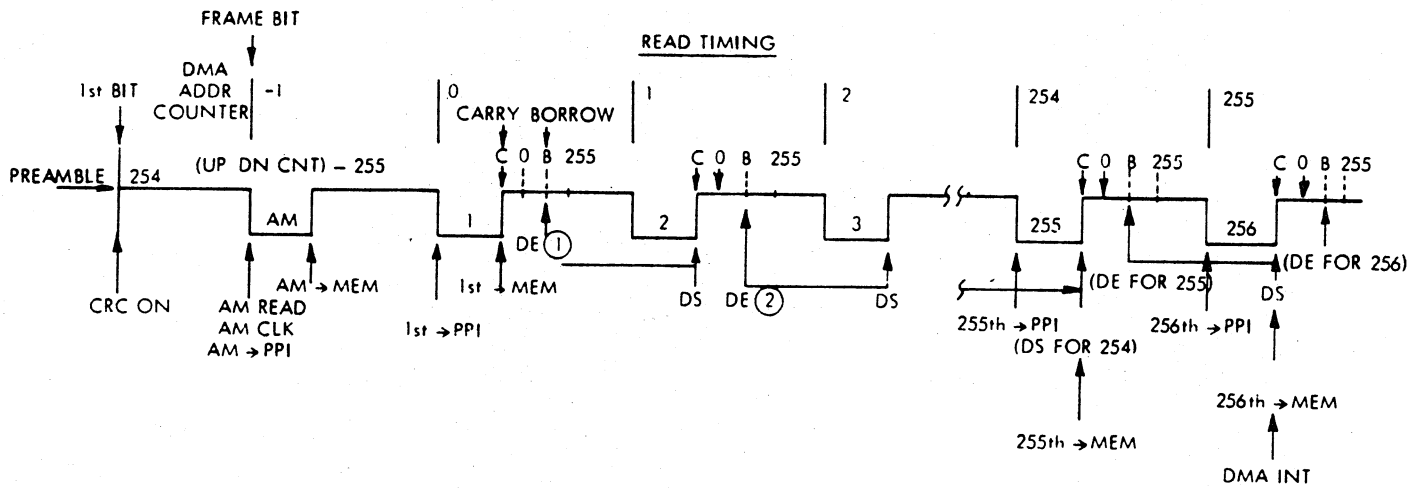 FRAME BIT
READ TIMING
DMA
ADDR
COUNTER
1st BIT
-1
0
1
2
254
255
CARRY BORROW
C 0 B 255
C 0 B 255
C 0 B 255
C 0 B 255
PREAMBLE
254
(UP DN CNT) - 255
AM
1
2
3
255
256
DE 1
DE 2
DS
DS
(DE FOR 255)
(DE FOR 256)
DS
CRC ON
AM READ
AM CLK
AM → PPI
AM → MEM
1st → PPI
1st → MEM
255th → PPI
(DS FOR 254)
256th → PPI
255th → MEM
256th → MEM
DMA INT